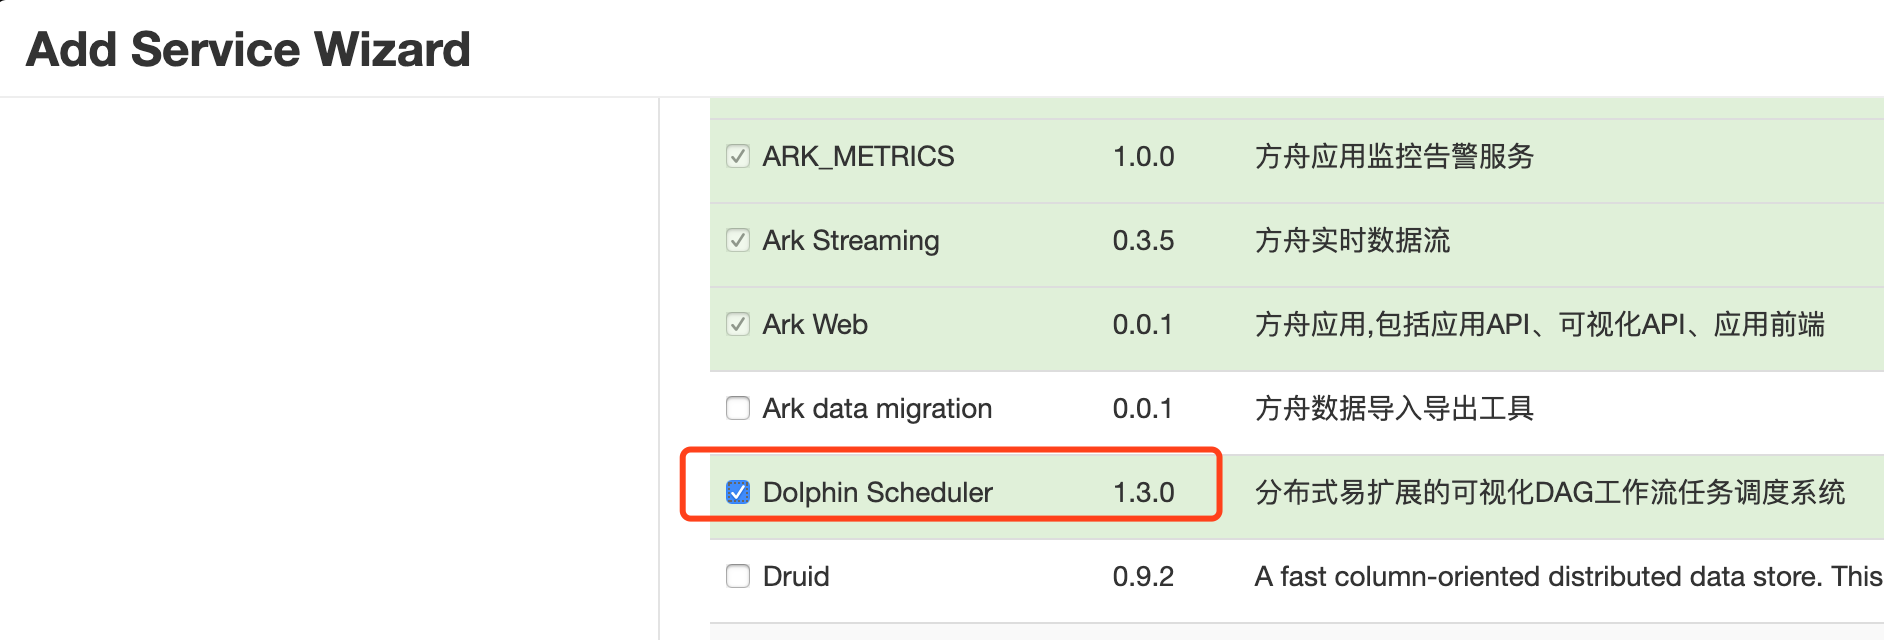 Add Service Wizard
ARK_METRICS 1.0.0 方舟应用监控告警服务
Ark Streaming 0.3.5 方舟实时数据流
Ark Web 0.0.1 方舟应用,包括应用API、可视化API、应用前端
Ark data migration 0.0.1 方舟数据导入导出工具
Dolphin Scheduler 1.3.0 分布式易扩展的可视化DAG工作流任务调度系统
Druid 0.9.2 A fast column-oriented distributed data store. This